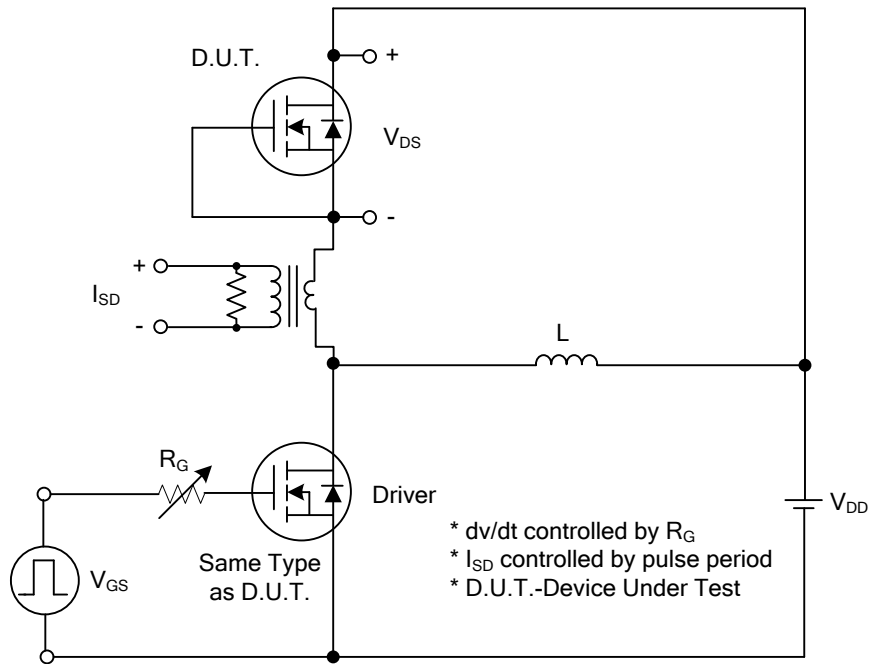 D.U.T.
+
V_DS
-
+
I_SD
-
L
R_G
Driver
V_DD
* dv/dt controlled by R_G
* I_SD controlled by pulse period
* D.U.T.-Device Under Test
Same Type
as D.U.T.
V_GS